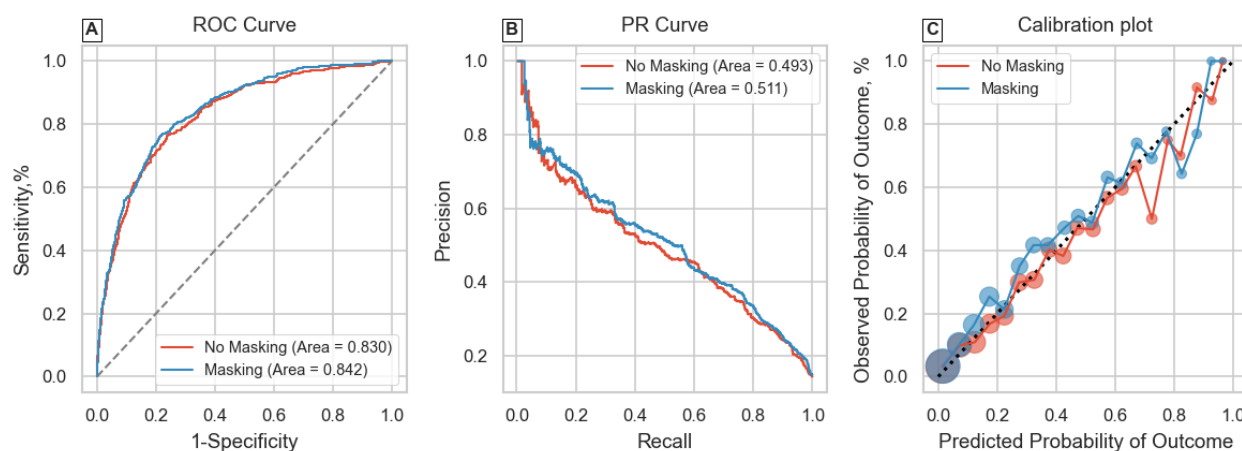 A
ROC Curve
Sensitivity,%
1.0
0.8
0.6
0.4
0.2
0.0
No Masking (Area = 0.830)
Masking (Area = 0.842)
0.0 0.2 0.4 0.6 0.8 1.0
1-Specificity
B
PR Curve
Precision
1.0
0.8
0.6
0.4
0.2
No Masking (Area = 0.493)
Masking (Area = 0.511)
0.0 0.2 0.4 0.6 0.8 1.0
Recall
C
Calibration plot
Observed Probability of Outcome, %
1.0
0.8
0.6
0.4
0.2
0.0
No Masking
Masking
0.0 0.2 0.4 0.6 0.8 1.0
Predicted Probability of Outcome